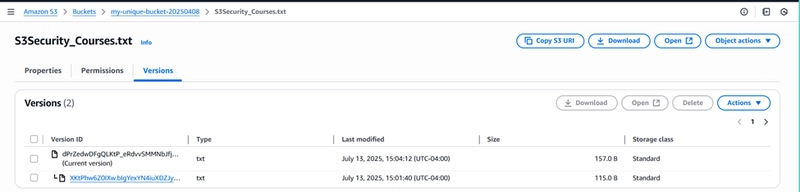 Amazon S3 > Buckets > my-unique-bucket-20250408 > S3Security_Courses.txt
S3Security_Courses.txt Info
Copy S3 URI Download Open Object actions
Properties Permissions Versions
Versions (2)
Download Open Delete Actions
1
Version ID Type Last modified Size Storage class
dPrZedwDFgQLKtP_eRdvvSMMNbJfj... txt July 13, 2025, 15:04:12 (UTC-04:00) 157.0 B Standard
(Current version)
XKtPhw6Z0IXw.blgYexYN4iuXDZJy... txt July 13, 2025, 15:01:40 (UTC-04:00) 115.0 B Standard